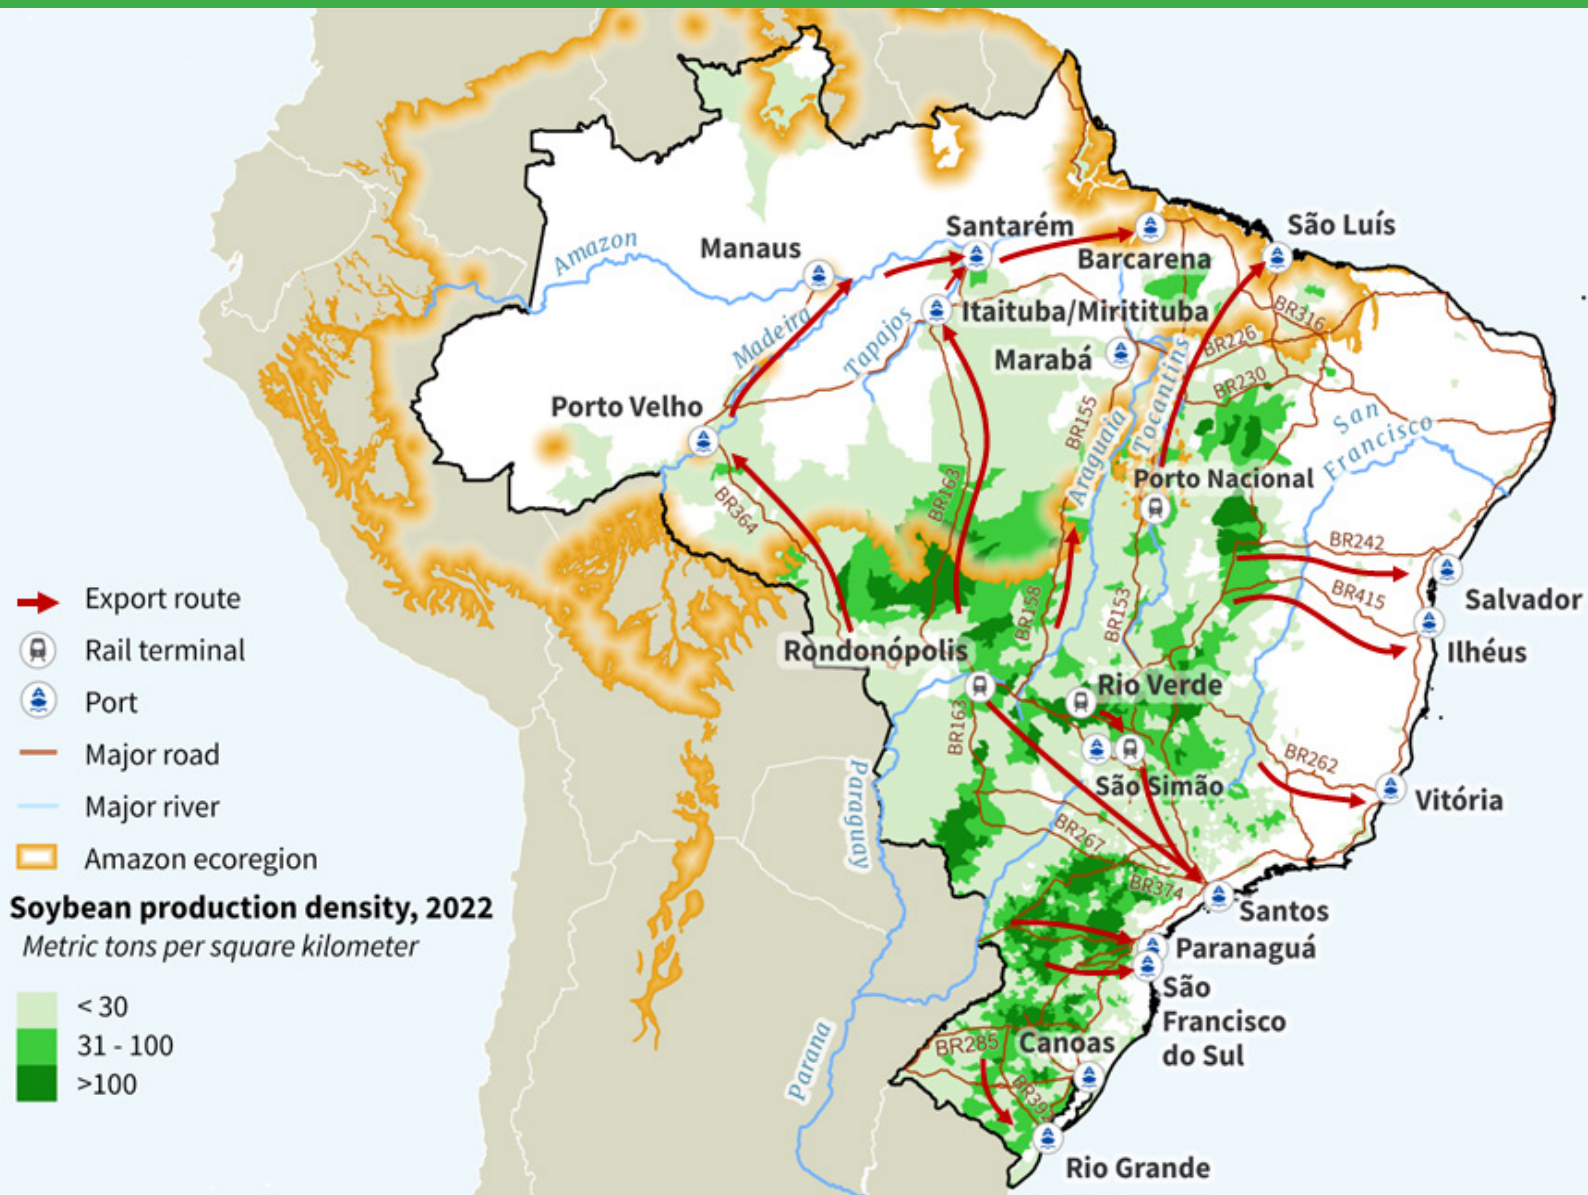 Santarém
São Luís
Manaus
Amazon
Barcarena
Itaituba/Miritituba
BR316
Madeira
Tapajos
Marabá
BR226
BR230
Tocantins
Porto Velho
BR155
Araguaia
San
Francisco
Porto Nacional
BR364
BR163
BR242
Export route
BR158
BR153
BR415
Salvador
Rail terminal
Rondonópolis
Ilhéus
Port
Rio Verde
BR163
Major road
BR262
São Simão
Vitória
Major river
Paraguay
BR267
Amazon ecoregion
BR374
Soybean production density, 2022
Santos
Metric tons per square kilometer
Paranaguá
São
Francisco
do Sul
< 30
31 - 100
>100
BR285
Canoas
Parana
Rio Grande